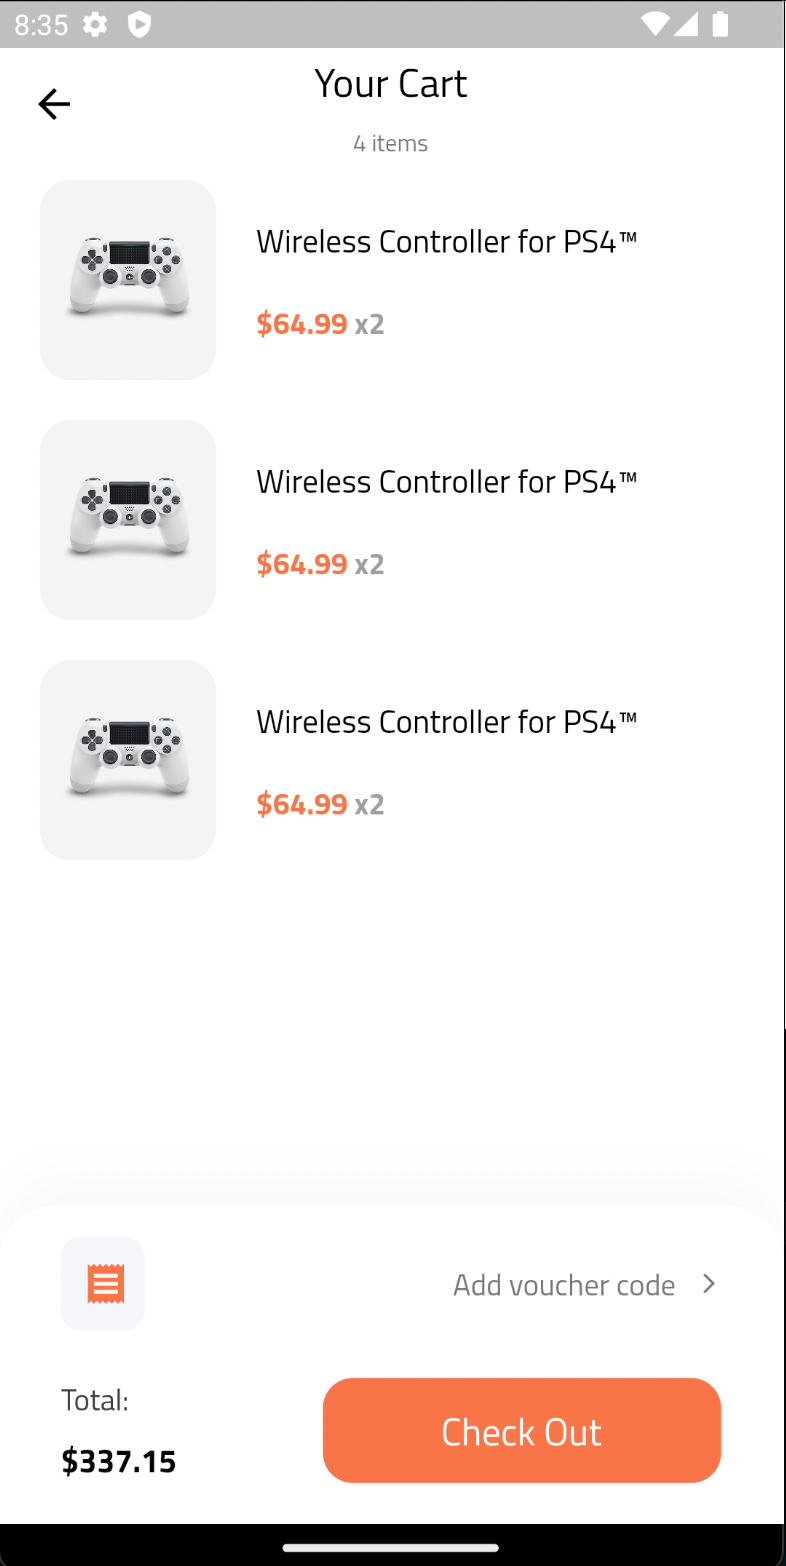 8:35
Your Cart
4 items
Wireless Controller for PS4™
$64.99 x2
Wireless Controller for PS4™
$64.99 x2
Wireless Controller for PS4™
$64.99 x2
Add voucher code
Total:
$337.15
Check Out